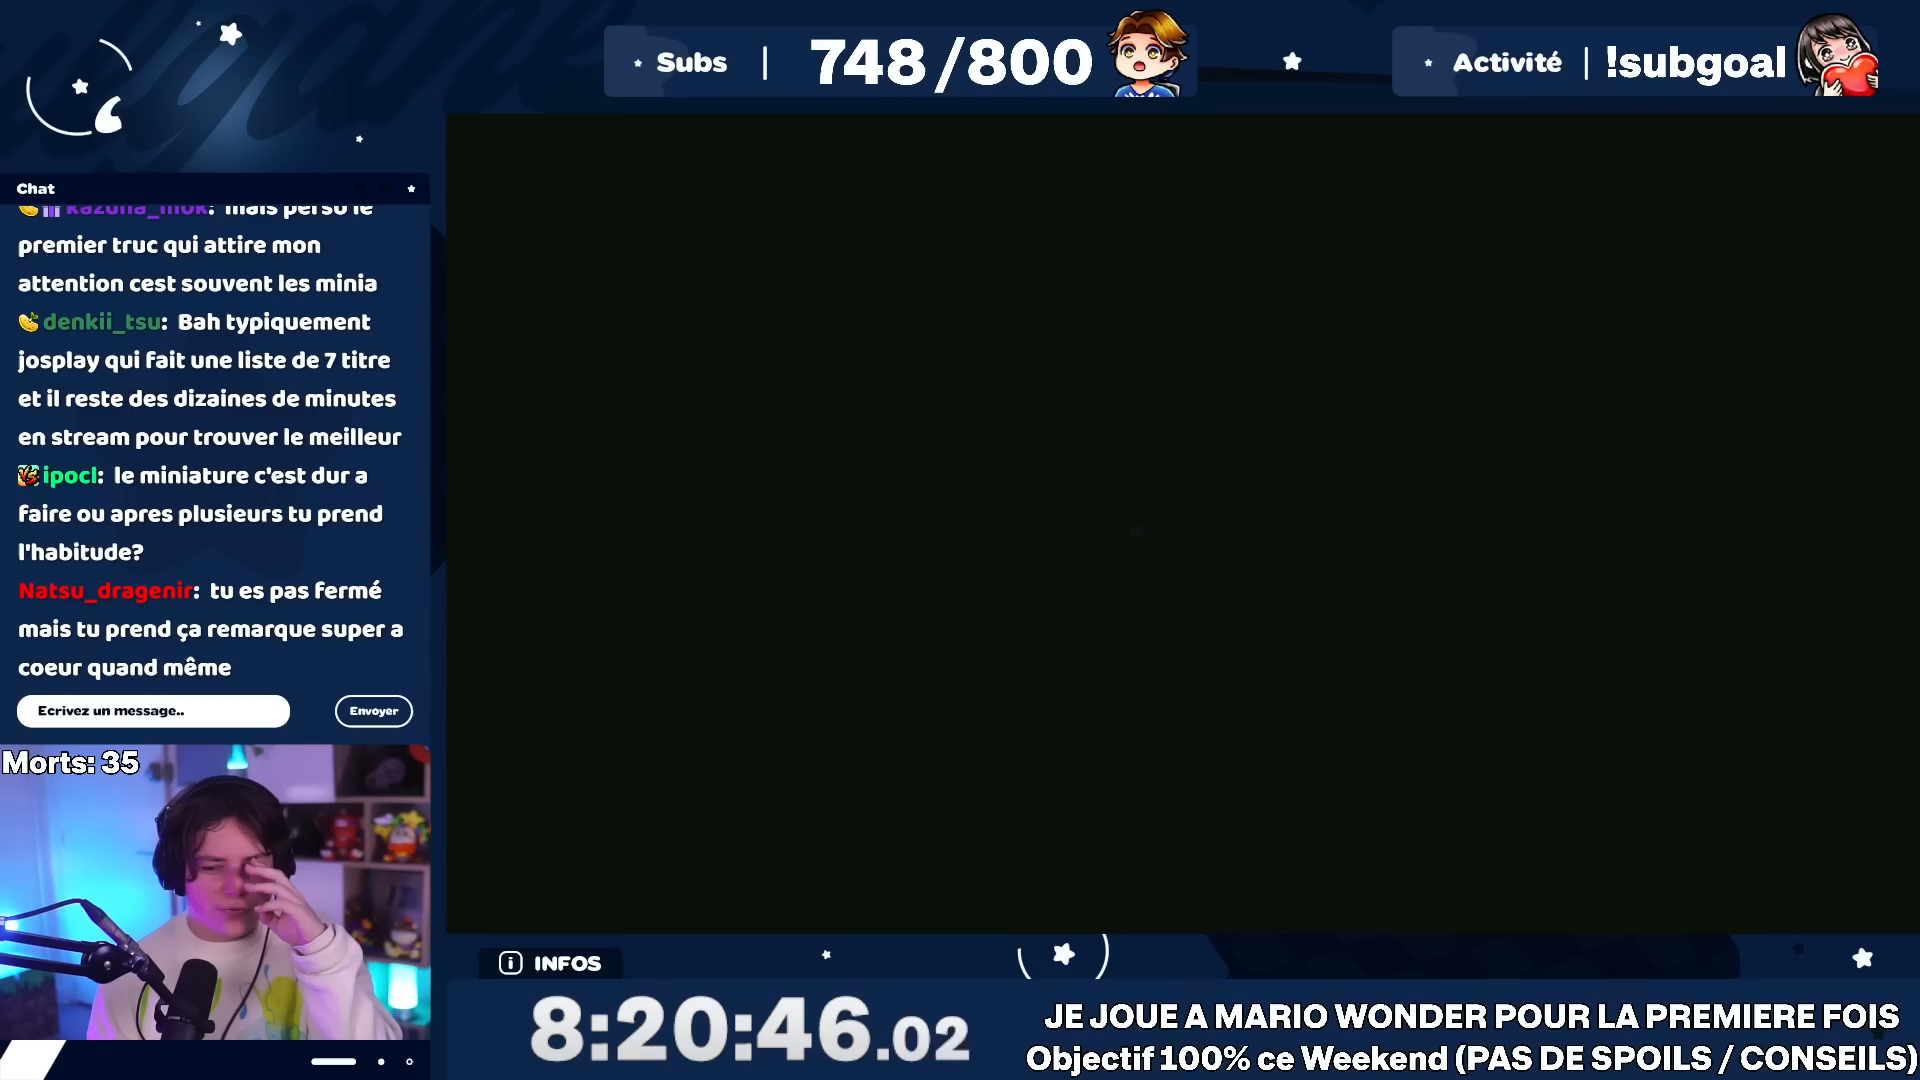 Subs | 748/800
Activité | !subgoal
Chat
kazuha_mok: mais perso le
premier truc qui attire mon
attention cest souvent les minia
denkii_tsu: Bah typiquement
josplay qui fait une liste de 7 titre
et il reste des dizaines de minutes
en stream pour trouver le meilleur
ipocl: le miniature c'est dur a
faire ou apres plusieurs tu prend
l'habitude?
Natsu_dragenir: tu es pas fermé
mais tu prend ça remarque super a
coeur quand même
Ecrivez un message..
Envoyer
Morts: 35
INFOS
8:20:46.02
JE JOUE A MARIO WONDER POUR LA PREMIERE FOIS
Objectif 100% ce Weekend (PAS DE SPOILS / CONSEILS)